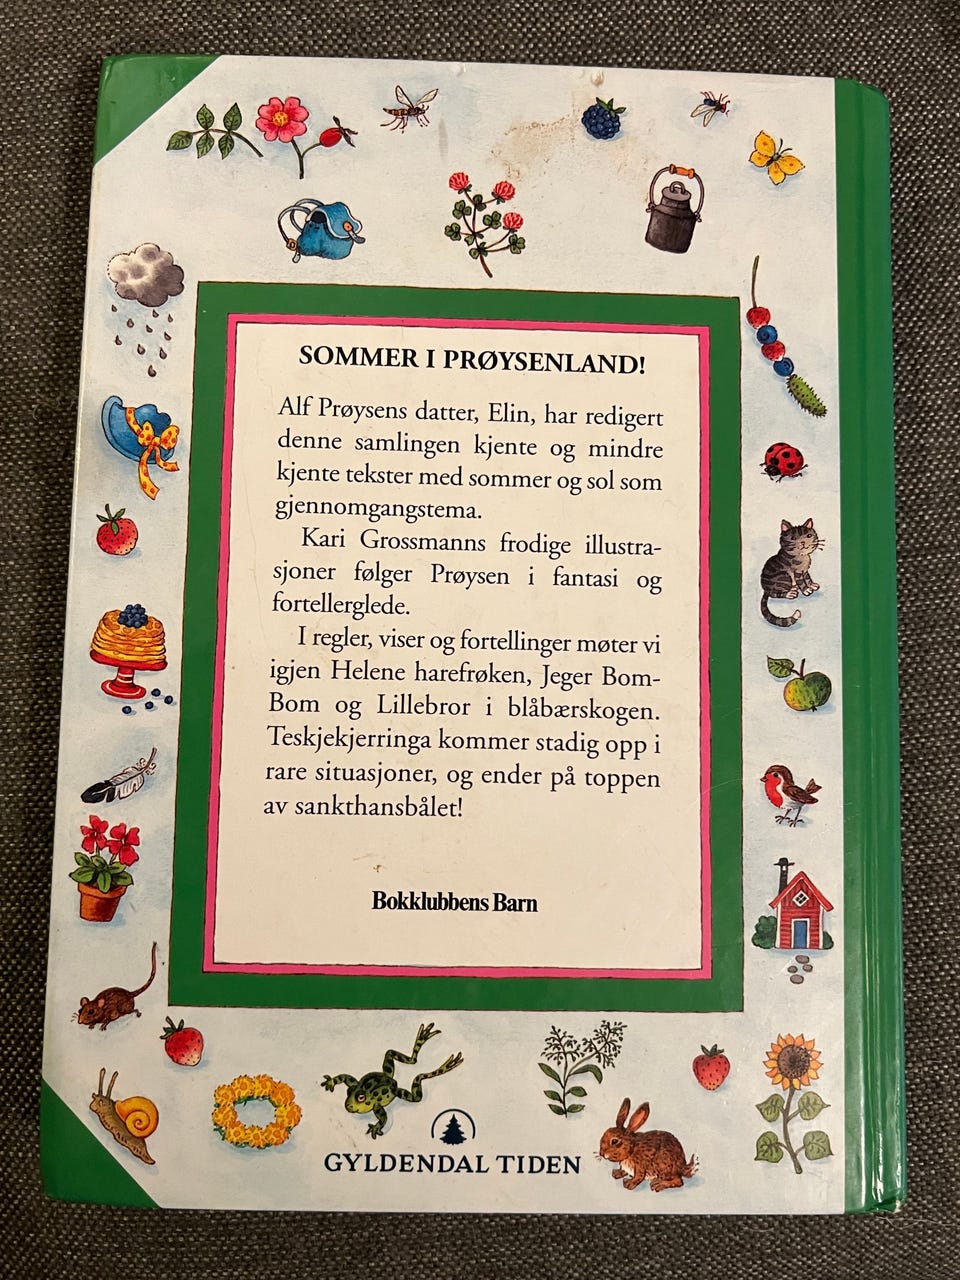 SOMMER I PRØYSENLAND!
Alf Prøysens datter, Elin, har redigert
denne samlingen kjente og mindre
kjente tekster med sommer og sol som
gjennomgangstema.
Kari Grossmanns frodige illustra-
sjoner følger Prøysen i fantasi og
fortellerglede.
I regler, viser og fortellinger møter vi
igjen Helene harefrøken, Jeger Bom-
Bom og Lillebror i blåbærskogen.
Teskjekjerringa kommer stadig opp i
rare situasjoner, og ender på toppen
av sankthansbålet!
Bokklubbens Barn
GYLDENDAL TIDEN